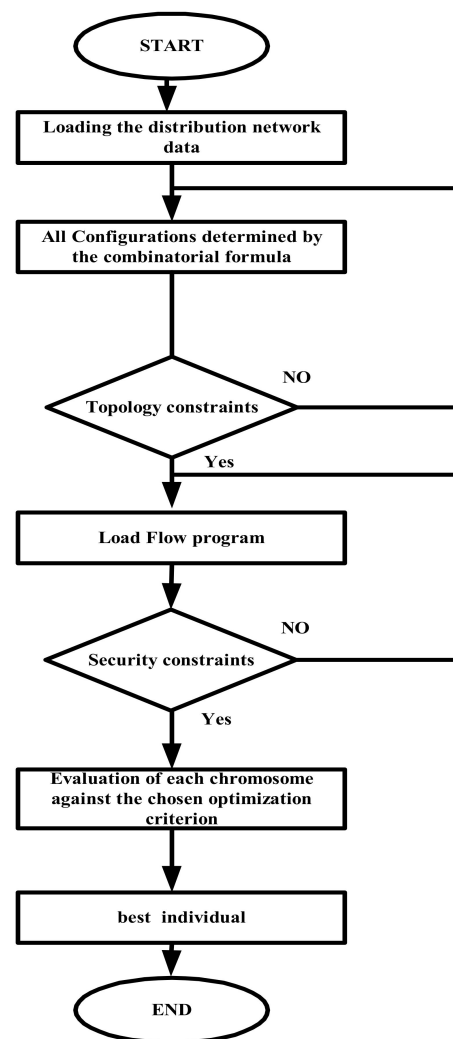 START
Loading the distribution network
data
All Configurations determined by
the combinatorial formula
NO
Topology constraints
Yes
Load Flow program
NO
Security constraints
Yes
Evaluation of each chromosome
against the chosen optimization
criterion
best individual
END